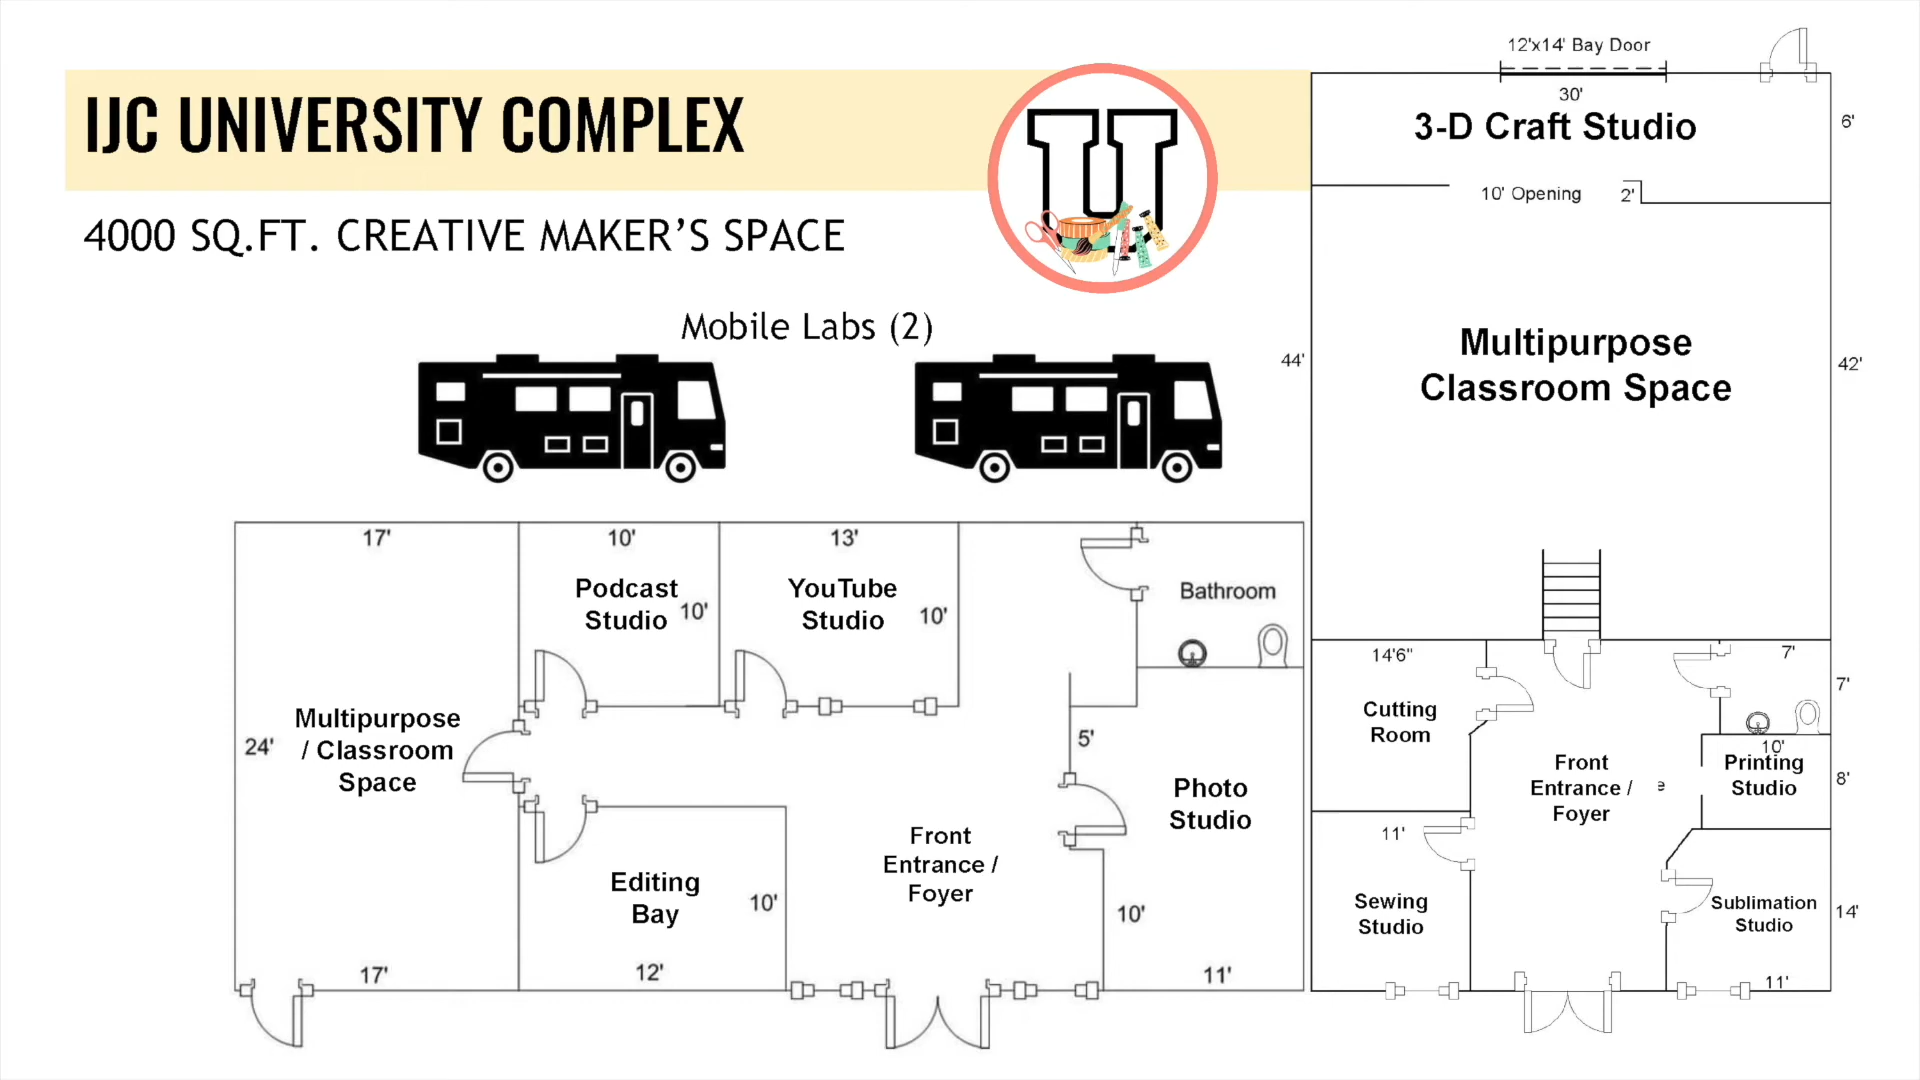 12'x14' Bay Door
IJC UNIVERSITY COMPLEX
U
30'
3-D Craft Studio
6'
10' Opening
2'
4000 SQ.FT. CREATIVE MAKER’S SPACE
Mobile Labs (2)
44'
Multipurpose
Classroom Space
42'
17'
10'
13'
Podcast
Studio
10'
YouTube
Studio
10'
Bathroom
24'
Multipurpose
/ Classroom
Space
5'
Photo
Studio
Front
Entrance /
Foyer
Editing
Bay
10'
10'
17'
12'
11'
14'6"
7'
7'
Cutting
Room
Front
Entrance /
Foyer
e
10'
Printing
Studio
8'
11'
Sewing
Studio
Sublimation
Studio
14'
11'